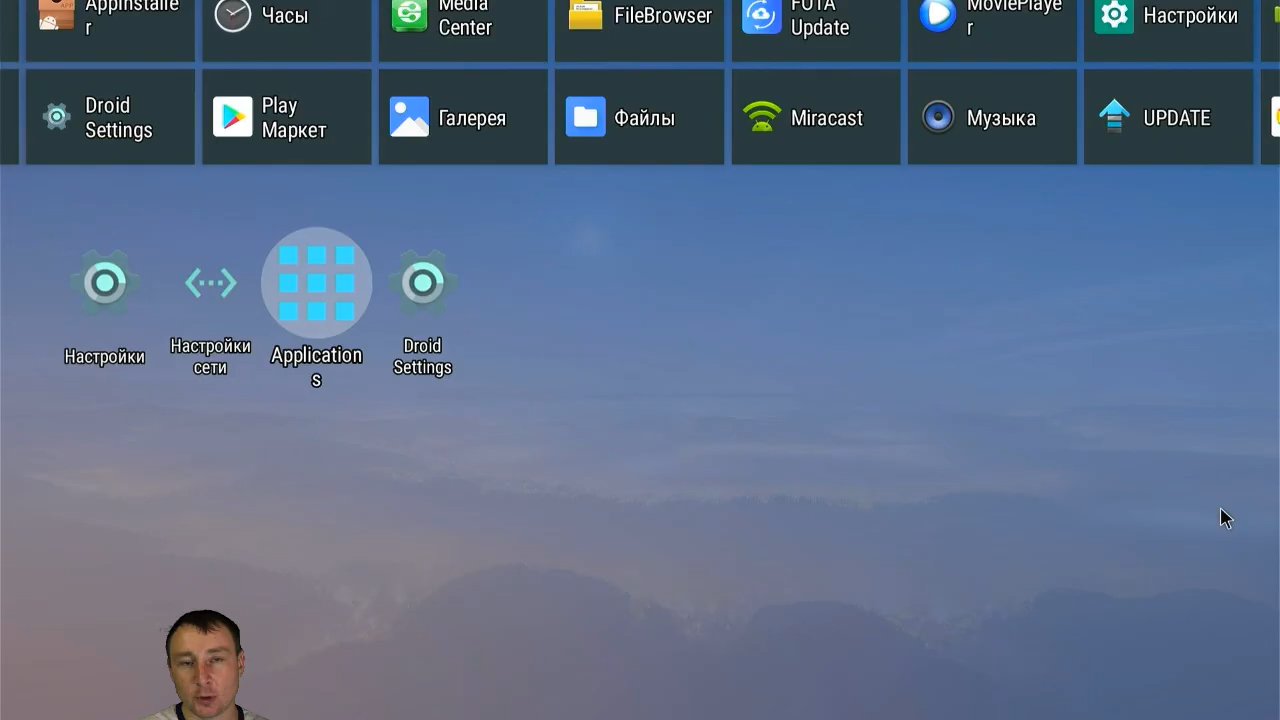 Appinstalle
r
Часы
Media
Center
FileBrowser
FOTA
Update
MoviePlaye
r
Настройки
Droid
Settings
Play
Маркет
Галерея
Файлы
Miracast
Музыка
UPDATE
Настройки
Настройки
сети
Application
s
Droid
Settings